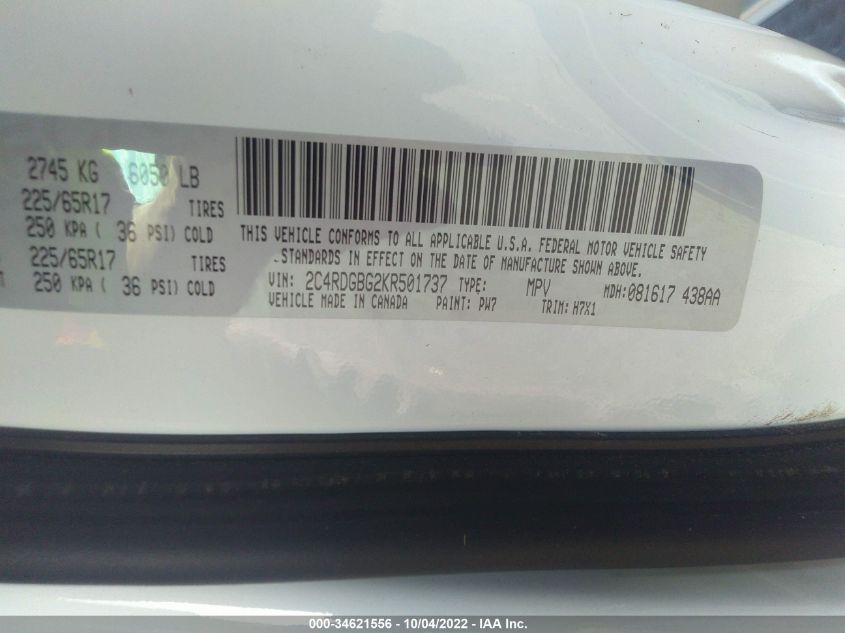 2745 KG 6050 LB
225/65R17 TIRES
250 KPA ( 36 PSI) COLD
225/65R17 TIRES
250 KPA ( 36 PSI) COLD
THIS VEHICLE CONFORMS TO ALL APPLICABLE U.S.A. FEDERAL MOTOR VEHICLE SAFETY
STANDARDS IN EFFECT ON THE DATE OF MANUFACTURE SHOWN ABOVE.
VIN: 2C4RDGBG2KR501737 TYPE: MPV MDH:081617 438AA
VEHICLE MADE IN CANADA PAINT: PW7 TRIM: H7X1
000-34621556 - 10/04/2022 - IAA Inc.